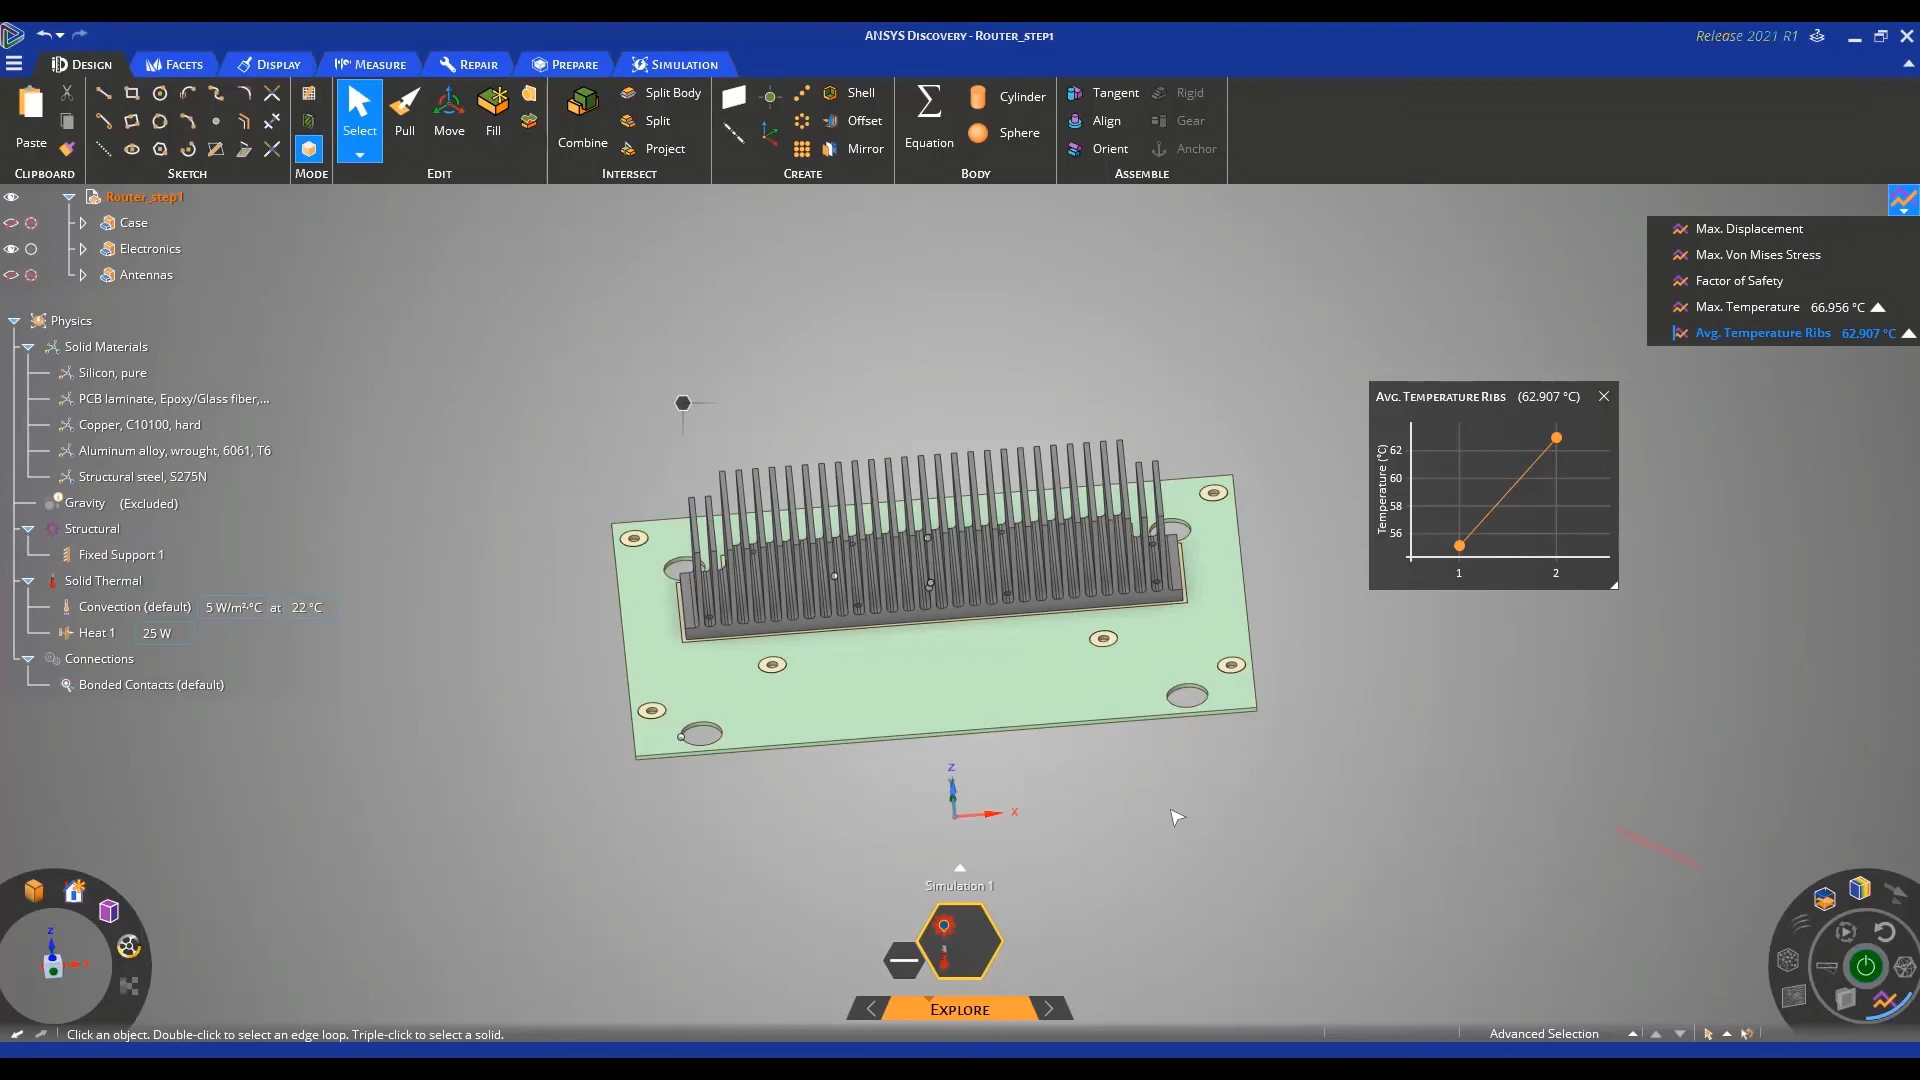 ANSYS Discovery - Router_step1
Release 2021 R1
Design
Facets
Display
Measure
Repair
Prepare
Simulation
Paste
Clipboard
Sketch
Mode
Select
Pull
Move
Fill
Edit
Combine
Split Body
Split
Project
Intersect
Shell
Offset
Mirror
Create
Equation
Cylinder
Sphere
Body
Tangent
Align
Orient
Rigid
Gear
Anchor
Assemble
Router_step1
Case
Electronics
Antennas
Physics
Solid Materials
Silicon, pure
PCB laminate, Epoxy/Glass fiber,...
Copper, C10100, hard
Aluminum alloy, wrought, 6061, T6
Structural steel, S275N
Gravity (Excluded)
Structural
Fixed Support 1
Solid Thermal
Convection (default) 5 W/m²·°C at 22 °C
Heat 1 25 W
Connections
Bonded Contacts (default)
Max. Displacement
Max. Von Mises Stress
Factor of Safety
Max. Temperature 66.956 °C
Avg. Temperature Ribs 62.907 °C
Avg. Temperature Ribs (62.907 °C)
Temperature (°C)
62
60
58
56
1 2
Z
X
Simulation 1
Explore
Z
X
Click an object. Double-click to select an edge loop. Triple-click to select a solid.
Advanced Selection